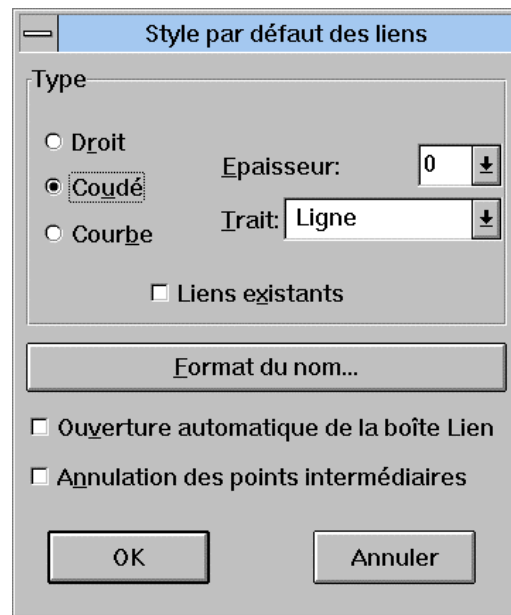 Style par défaut des liens
Type
Droit
Coudé
Courbe
Epaisseur: 0
Trait: Ligne
Liens existants
Format du nom...
Ouverture automatique de la boîte Lien
Annulation des points intermédiaires
OK
Annuler